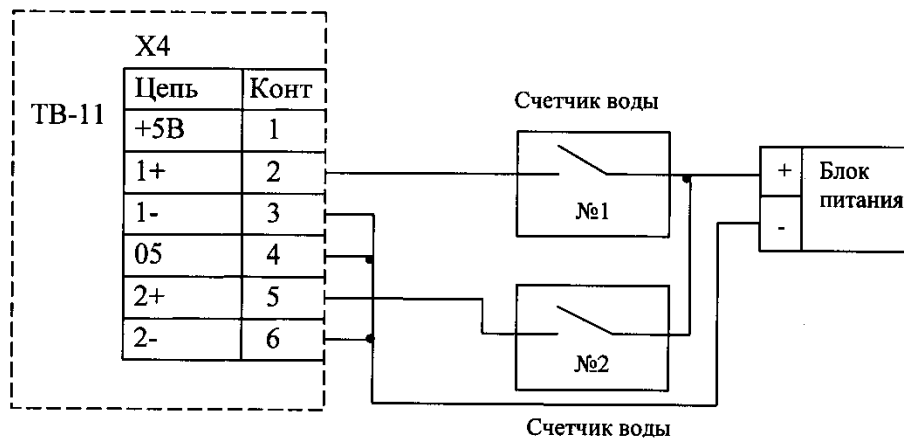 X4
Цепь Конт
ТВ-11
+5В 1
1+ 2
1- 3
05 4
2+ 5
2- 6
Счетчик воды
№1
+ Блок
питания
-
№2
Счетчик воды